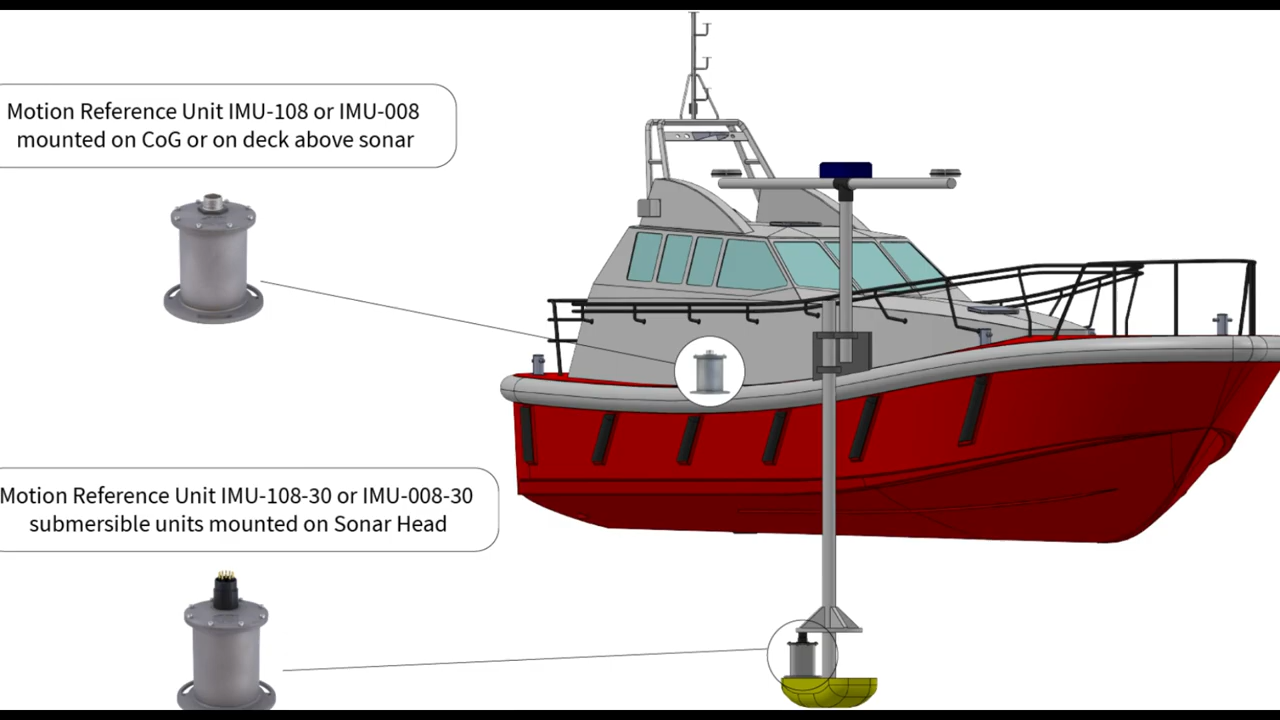 Motion Reference Unit IMU-108 or IMU-008
mounted on CoG or on deck above sonar
Motion Reference Unit IMU-108-30 or IMU-008-30
submersible units mounted on Sonar Head